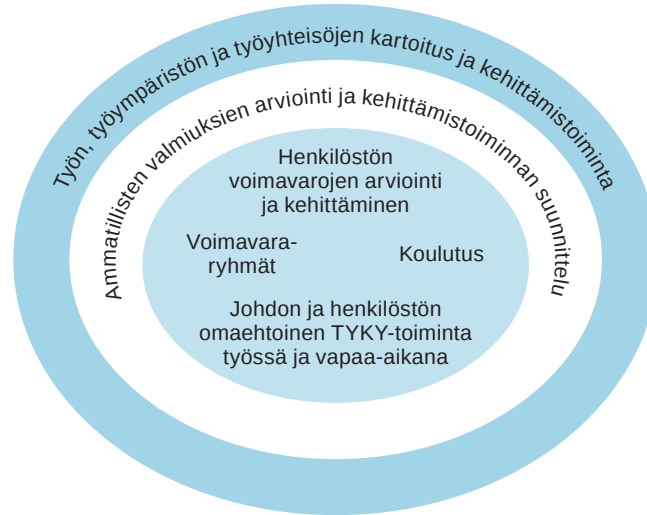 Työn, työympäristön ja työyhteisöjen kartoitus ja kehittämistoiminta
Ammatillisten valmiuksien arviointi ja kehittämistoiminnan suunnittelu
Henkilöstön
voimavarojen arviointi
ja kehittäminen
Voimavara-
ryhmät
Koulutus
Johdon ja henkilöstön
omaehtoinen TYKY-toiminta
työssä ja vapaa-aikana